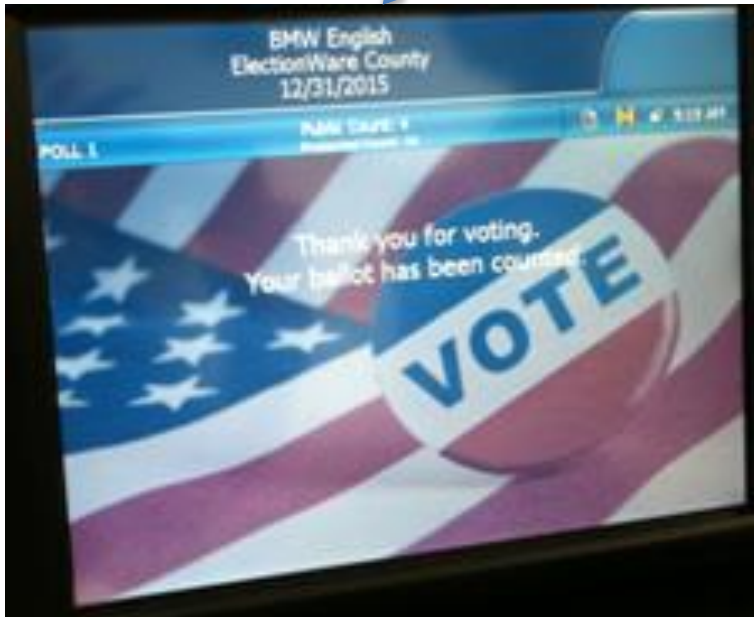 BMW English
ElectionWare County
12/31/2015
POLL 1
Public Count:
Thank you for voting.
Your ballot has been counted.
VOTE